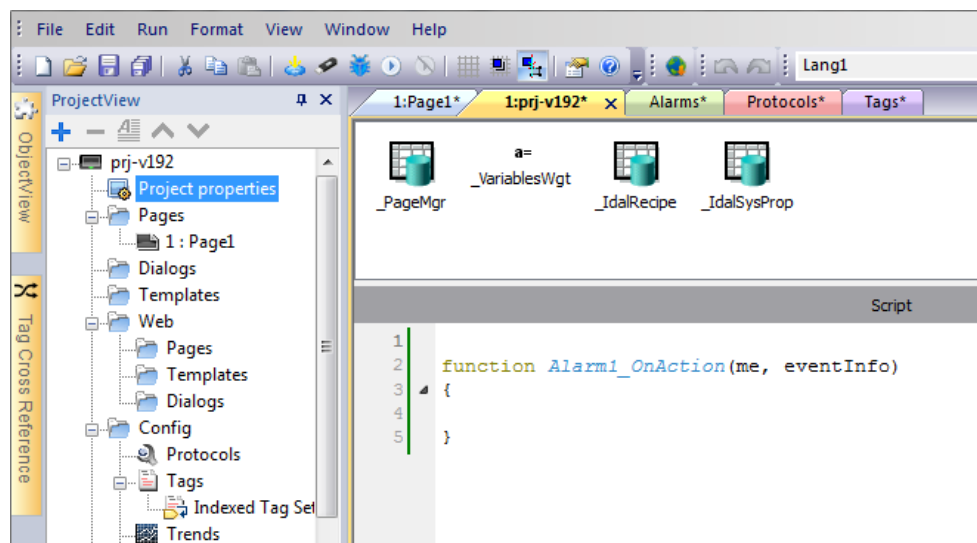 File Edit Run Format View Window Help
Lang1
ProjectView
1:Page1* 1:prj-v192* Alarms* Protocols* Tags*
ObjectView
Tag Cross Reference
prj-v192
Project properties
Pages
1 : Page1
Dialogs
Templates
Web
Pages
Templates
Dialogs
Config
Protocols
Tags
Indexed Tag Set
Trends
a=
_PageMgr _VariablesWgt _IdalRecipe _IdalSysProp
Script
1
2 function Alarm1_OnAction(me, eventInfo)
3 {
4
5 }